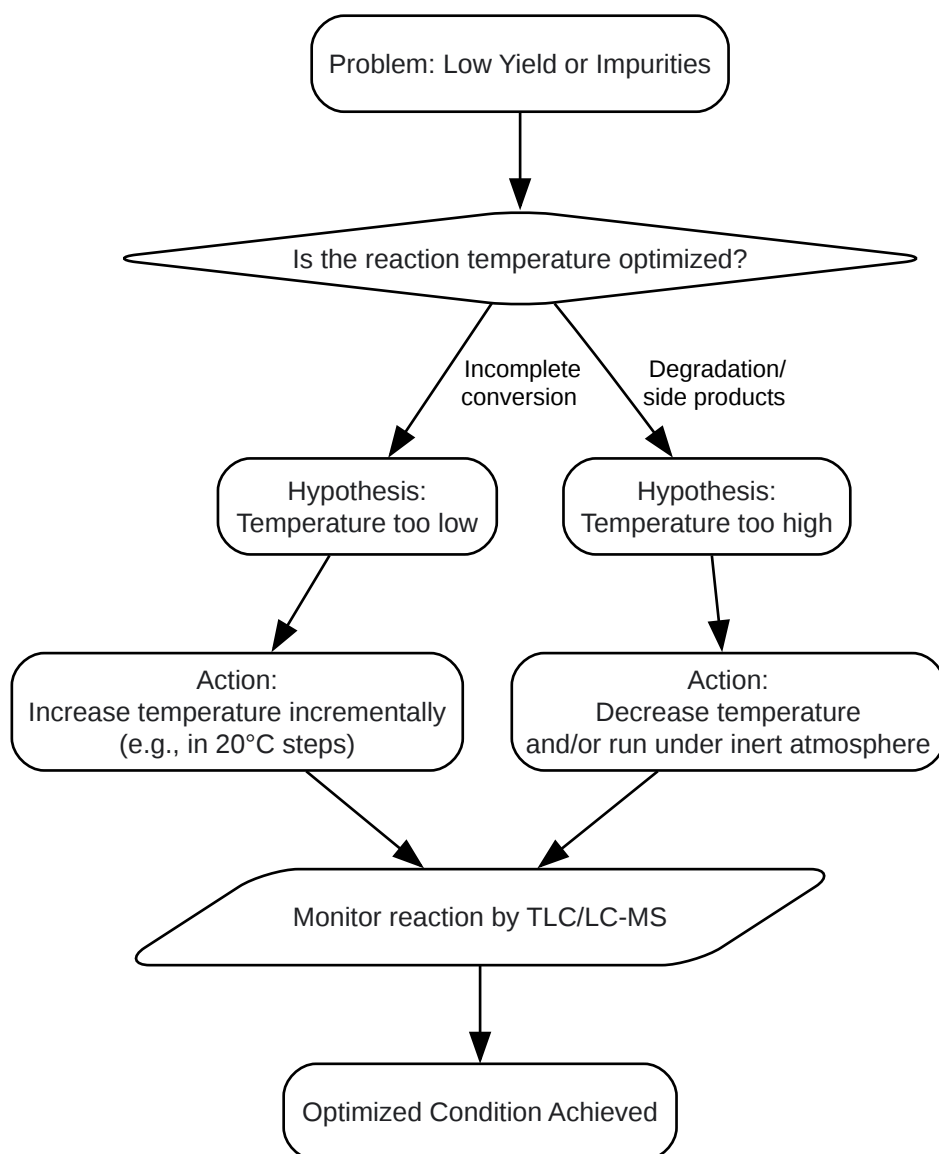 Problem: Low Yield or Impurities
Is the reaction temperature optimized?
Incomplete
conversion
Degradation/
side products
Hypothesis:
Temperature too low
Hypothesis:
Temperature too high
Action:
Increase temperature incrementally
(e.g., in 20°C steps)
Action:
Decrease temperature
and/or run under inert atmosphere
Monitor reaction by TLC/LC-MS
Optimized Condition Achieved